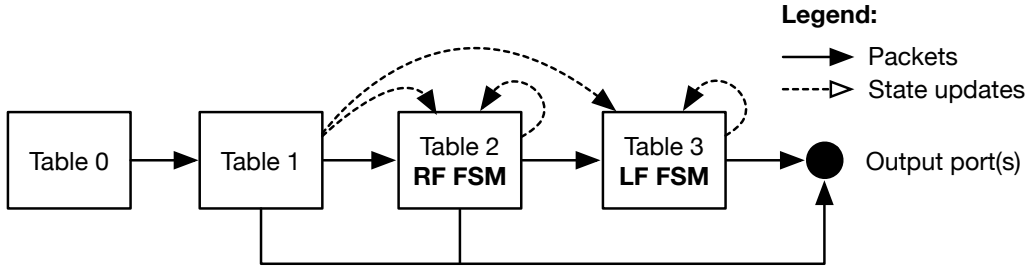 Legend:
Packets
State updates
Table 0
Table 1
Table 2
RF FSM
Table 3
LF FSM
Output port(s)